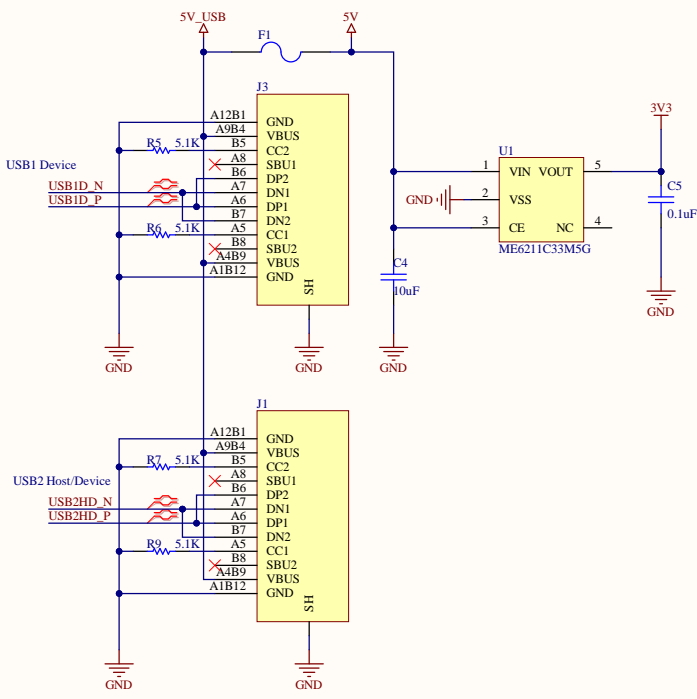 5V_USB
5V
F1
J3
A12B1 GND
A9B4 VBUS
R5 5.1K B5 CC2
A8 SBU1
USB1 Device
B6 DP2
USB1D_N A7 DN1
USB1D_P A6 DP1
B7 DN2
R6 5.1K A5 CC1
B8 SBU2
A4B9 VBUS
A1B12 GND
SH
GND
GND
3V3
U1
1 VIN VOUT 5
GND 2 VSS
3 CE NC 4
ME6211C33M5G
C5
0.1uF
GND
C4
10uF
GND
J1
A12B1 GND
A9B4 VBUS
R7 5.1K B5 CC2
A8 SBU1
USB2 Host/Device
B6 DP2
USB2HD_N A7 DN1
USB2HD_P A6 DP1
B7 DN2
R9 5.1K A5 CC1
B8 SBU2
A4B9 VBUS
A1B12 GND
SH
GND
GND